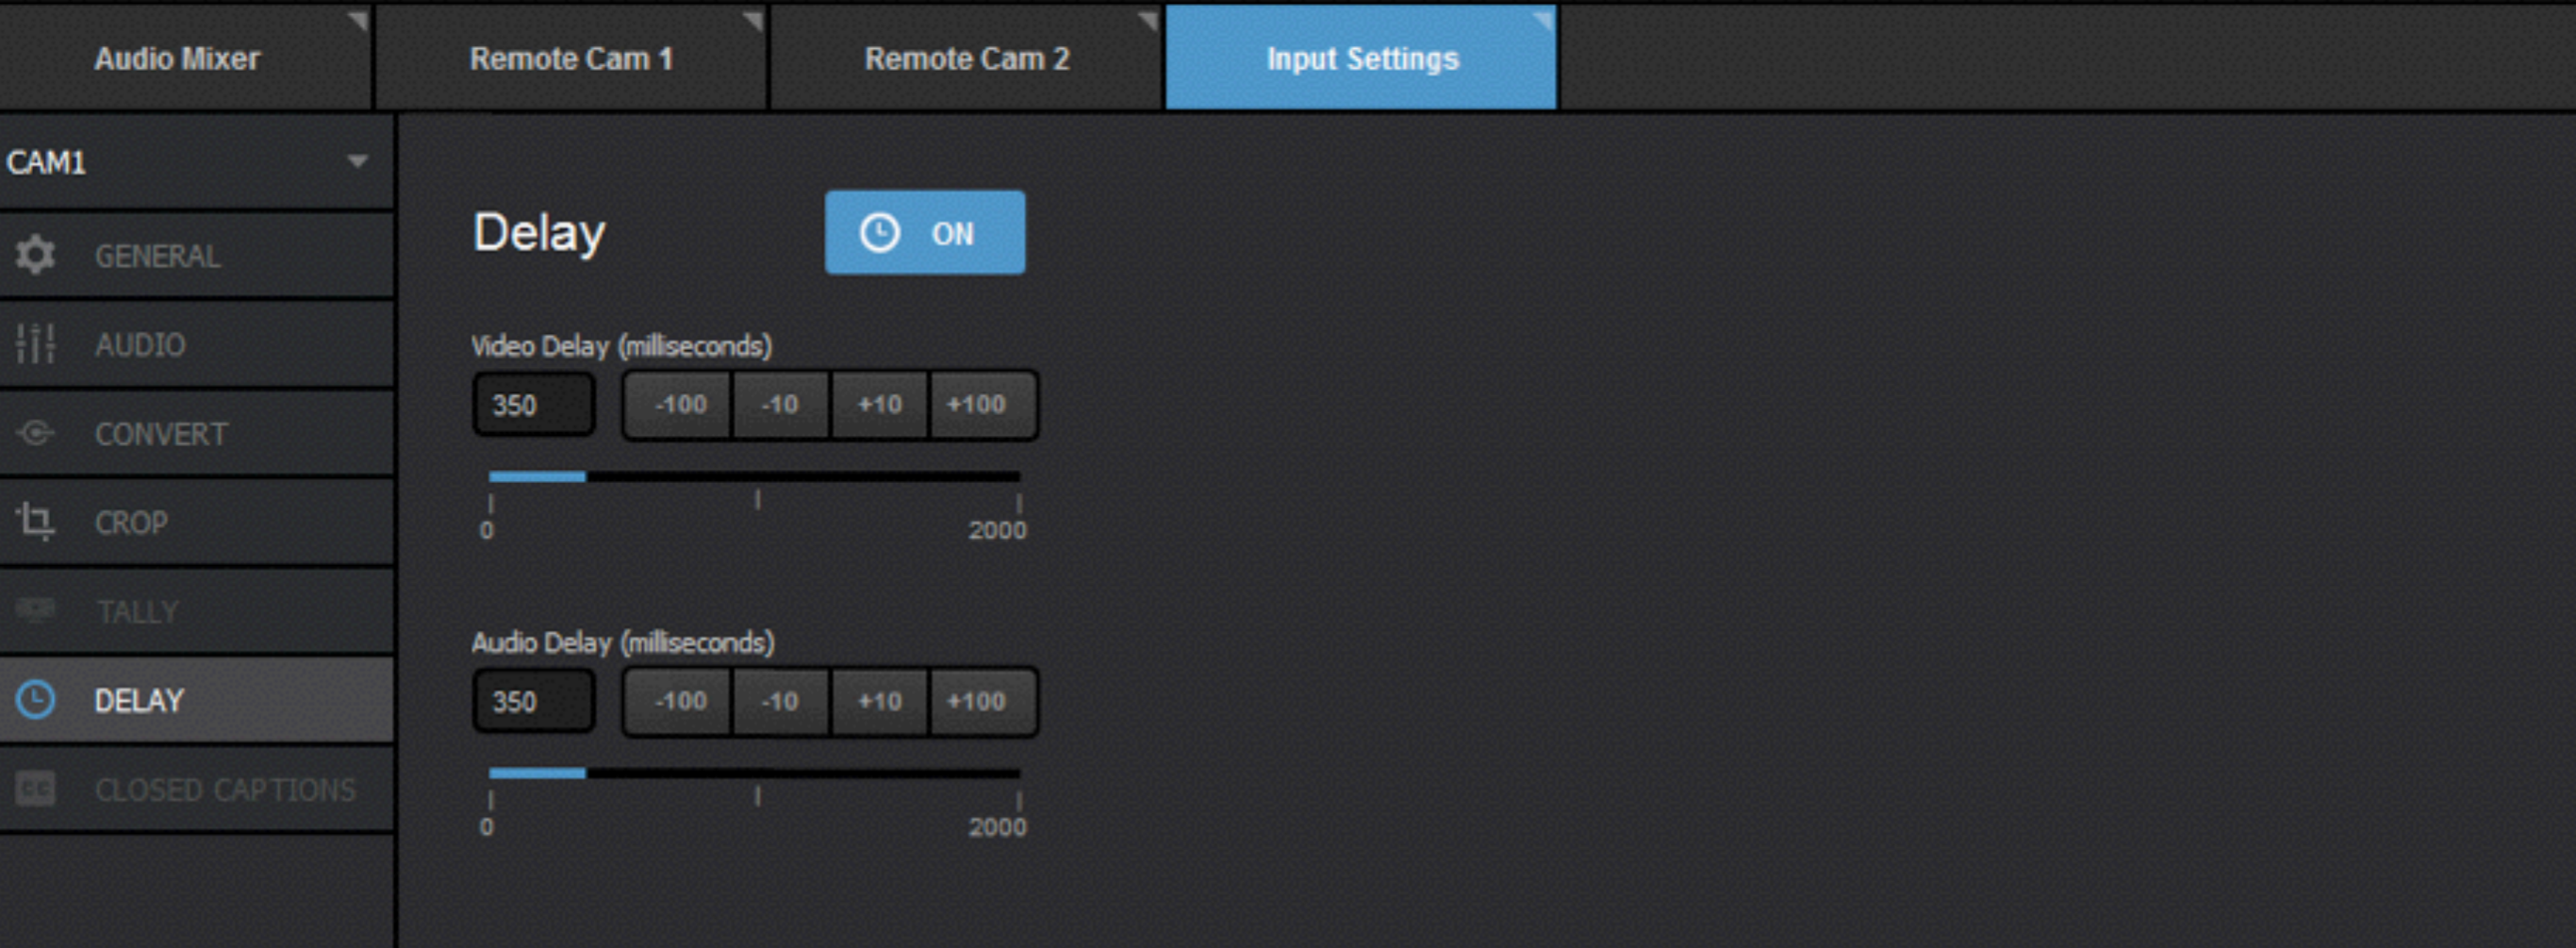 Audio Mixer
Remote Cam 1
Remote Cam 2
Input Settings
CAM1
GENERAL
AUDIO
CONVERT
CROP
TALLY
DELAY
CC CLOSED CAPTIONS
Delay
ON
Video Delay (milliseconds)
350 -100 -10 +10 +100
0 2000
Audio Delay (milliseconds)
350 -100 -10 +10 +100
0 2000